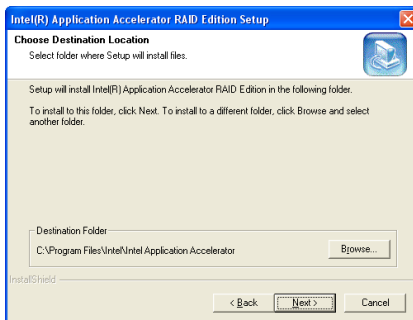 Intel(R) Application Accelerator RAID Edition Setup
Choose Destination Location
Select folder where Setup will install files.
Setup will install Intel(R) Application Accelerator RAID Edition in the following folder.
To install to this folder, click Next. To install to a different folder, click Browse and select
another folder.
Destination Folder
C:\Program Files\Intel\Intel Application Accelerator
Browse...
InstallShield
< Back
Next >
Cancel